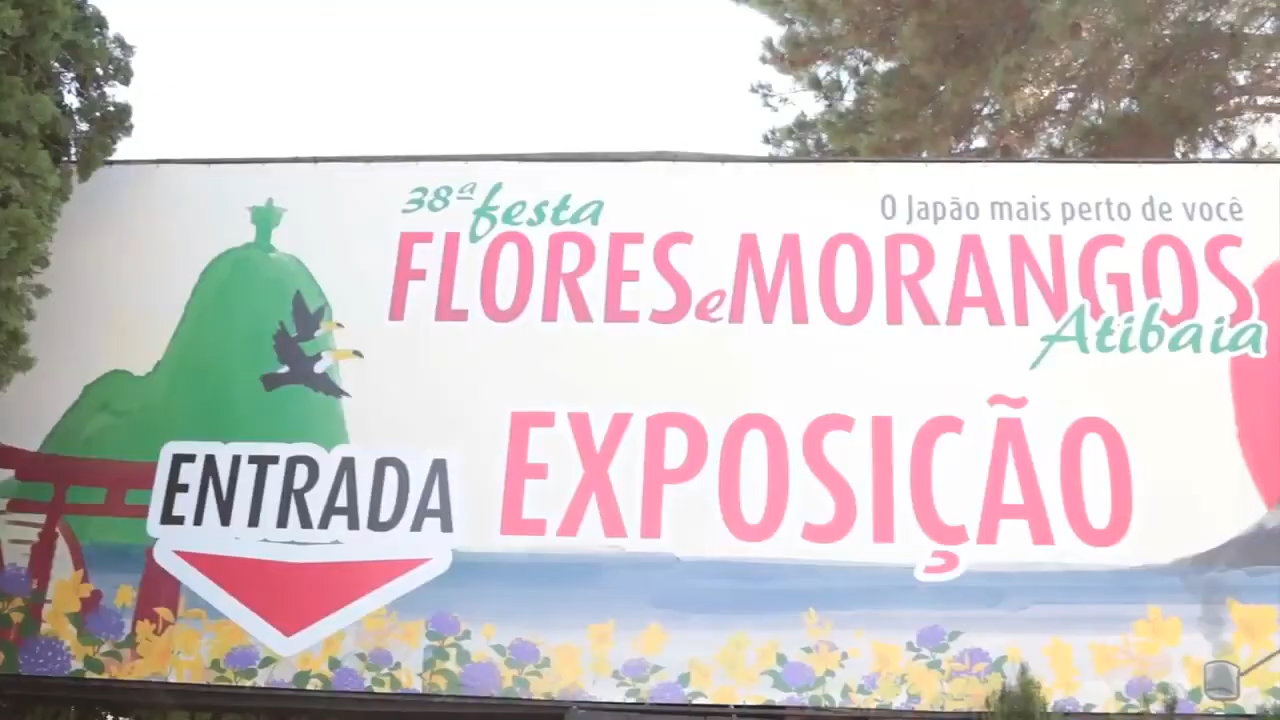 38ª festa
O Japão mais perto de você
FLORES e MORANGOS
Atibaia
EXPOSIÇÃO
ENTRADA